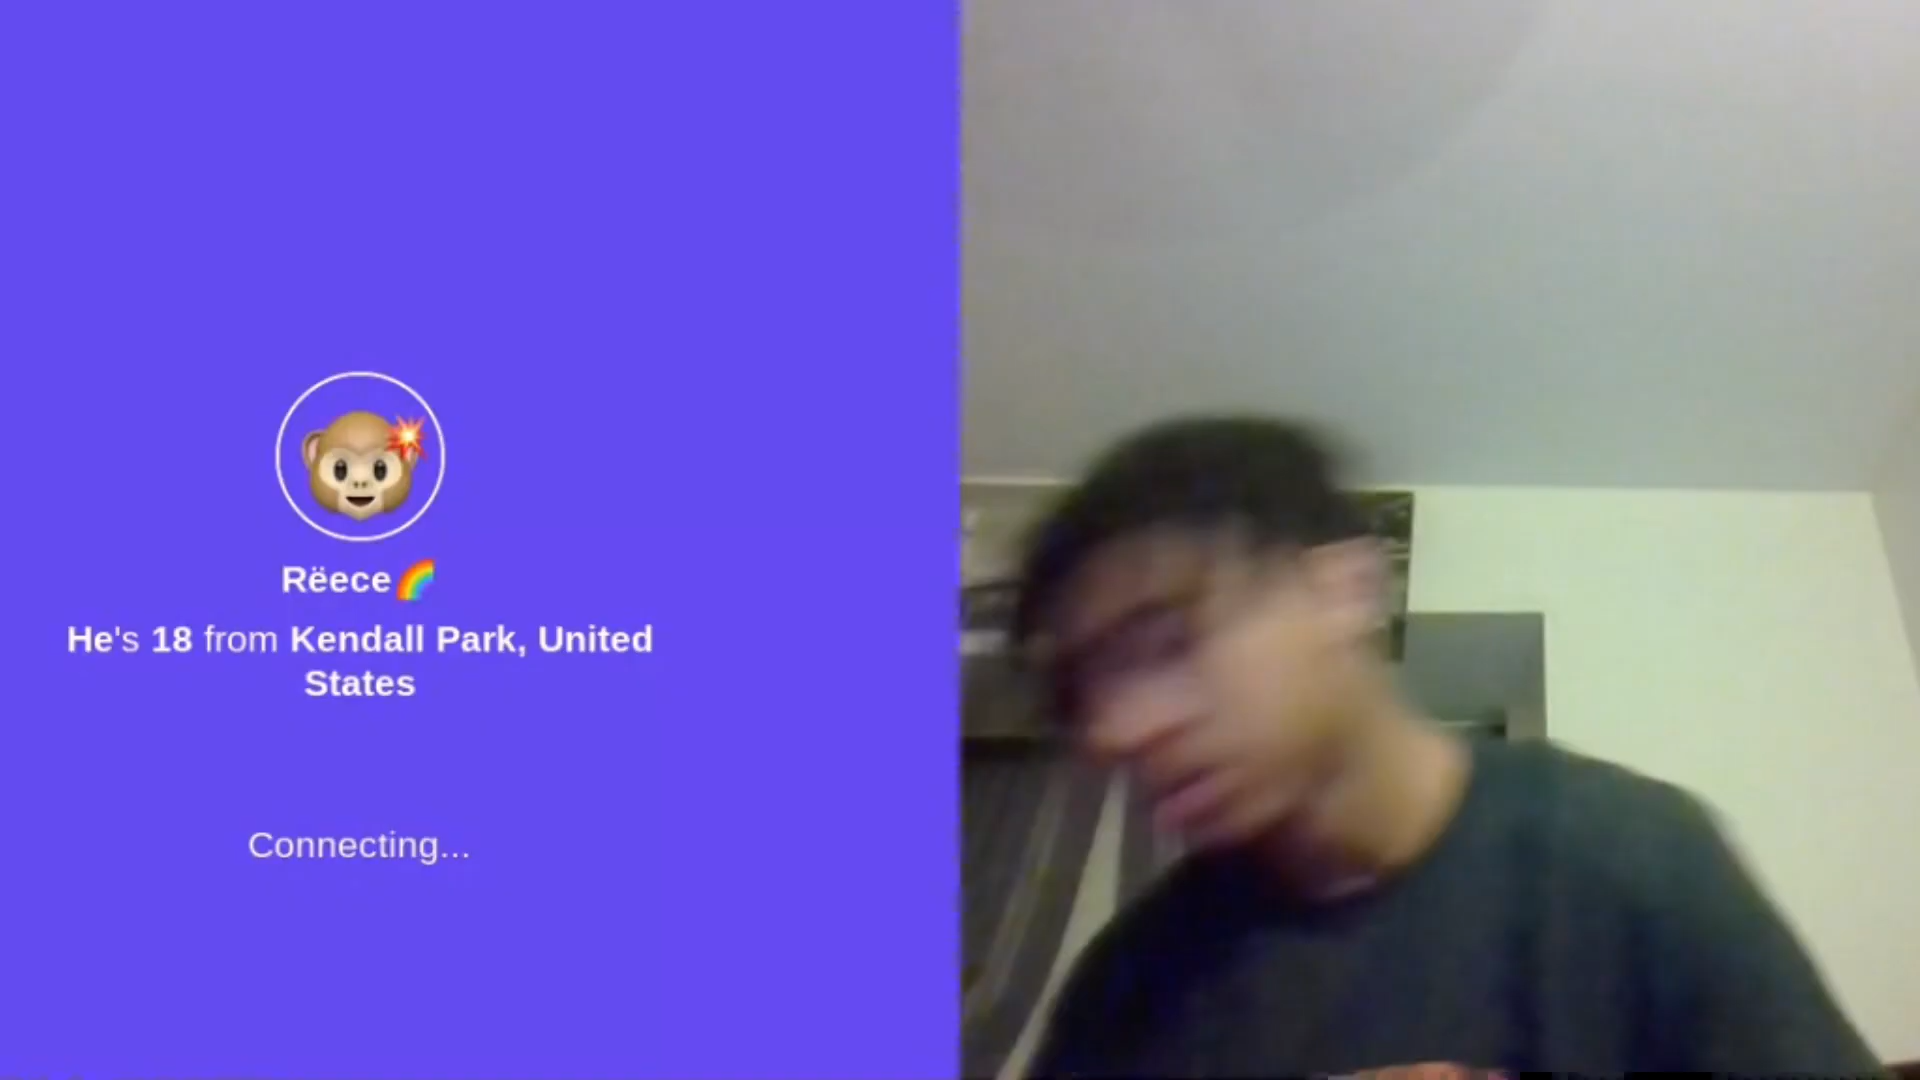 Rëece🌈
He's 18 from Kendall Park, United
States
Connecting...